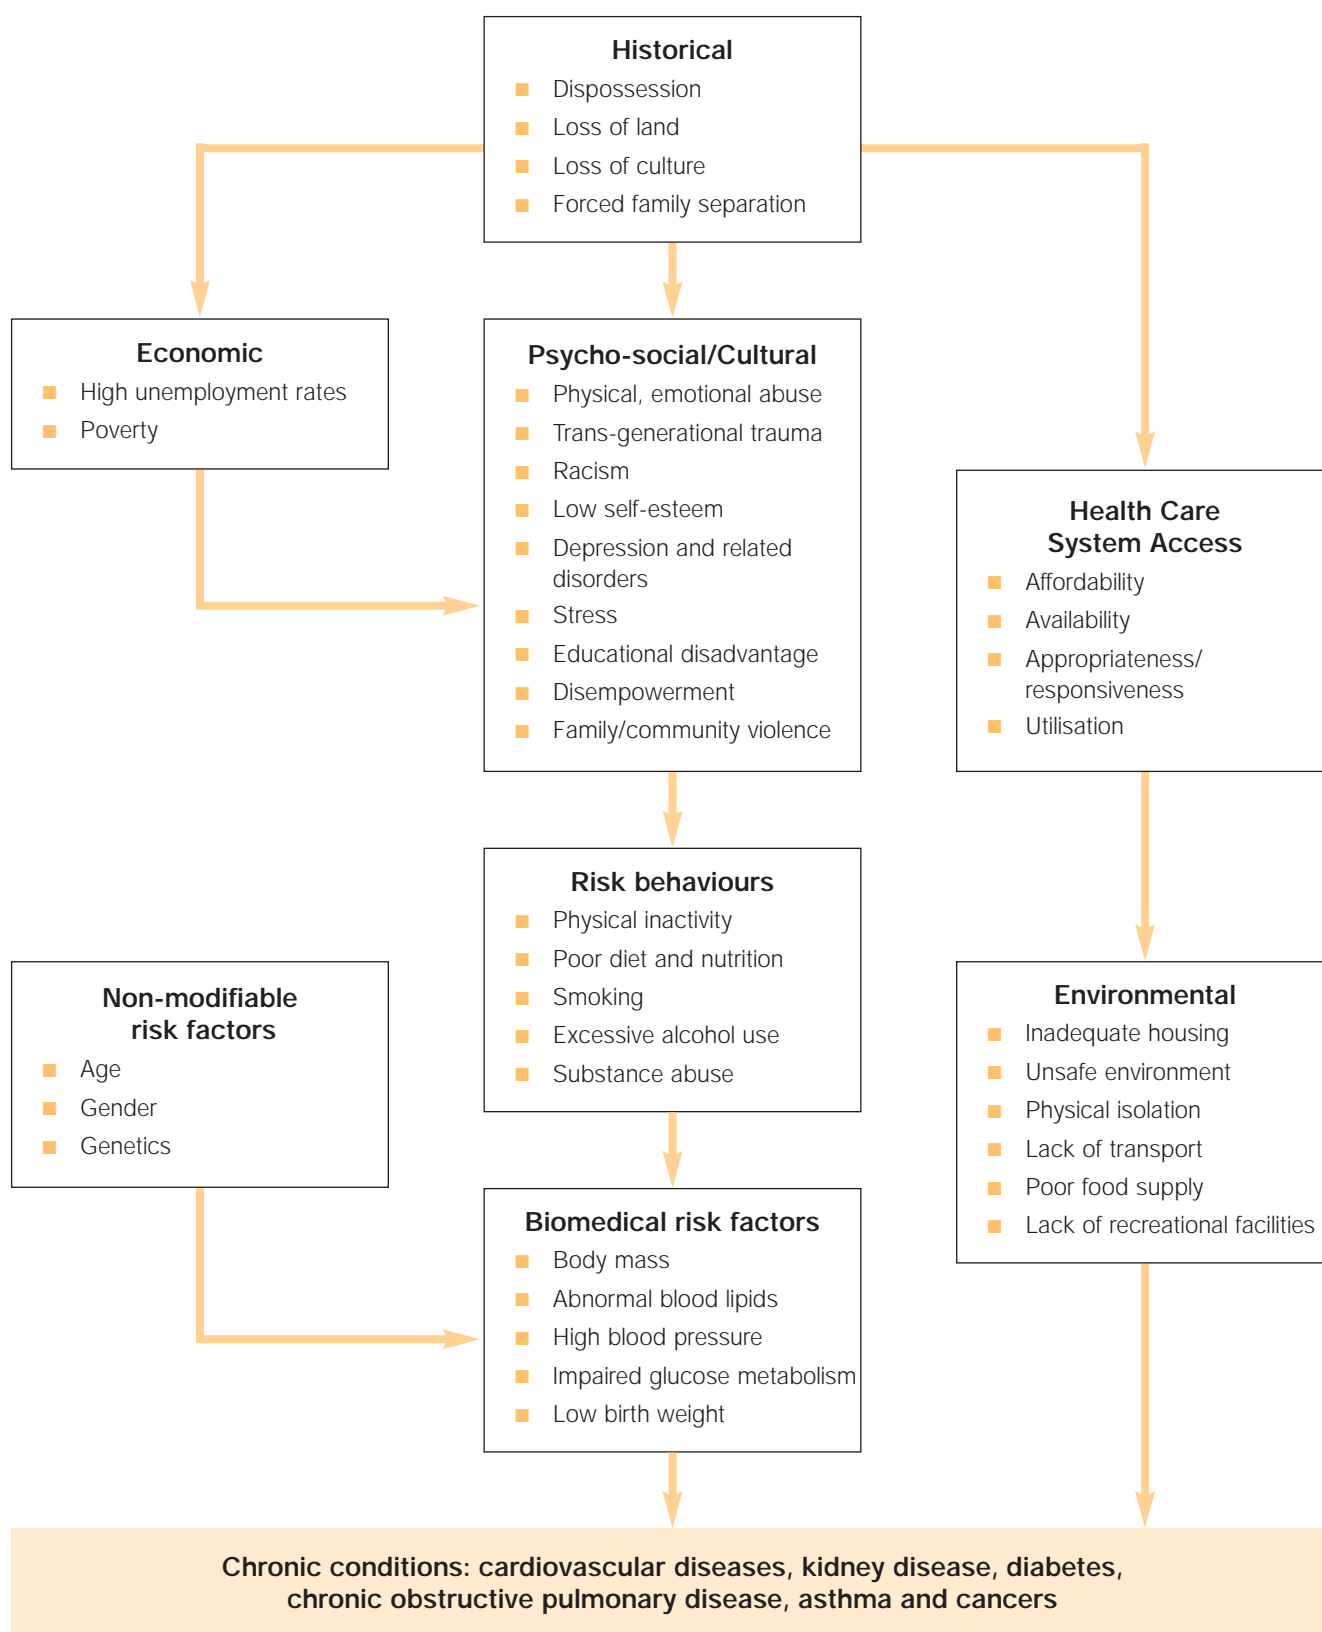 Historical
Dispossession
Loss of land
Loss of culture
Forced family separation
Economic
High unemployment rates
Poverty
Psycho-social/Cultural
Physical, emotional abuse
Trans-generational trauma
Racism
Low self-esteem
Depression and related
disorders
Stress
Educational disadvantage
Disempowerment
Family/community violence
Health Care
System Access
Affordability
Availability
Appropriateness/
responsiveness
Utilisation
Risk behaviours
Physical inactivity
Poor diet and nutrition
Smoking
Excessive alcohol use
Substance abuse
Non-modifiable
risk factors
Age
Gender
Genetics
Environmental
Inadequate housing
Unsafe environment
Physical isolation
Lack of transport
Poor food supply
Lack of recreational facilities
Biomedical risk factors
Body mass
Abnormal blood lipids
High blood pressure
Impaired glucose metabolism
Low birth weight
Chronic conditions: cardiovascular diseases, kidney disease, diabetes,
chronic obstructive pulmonary disease, asthma and cancers